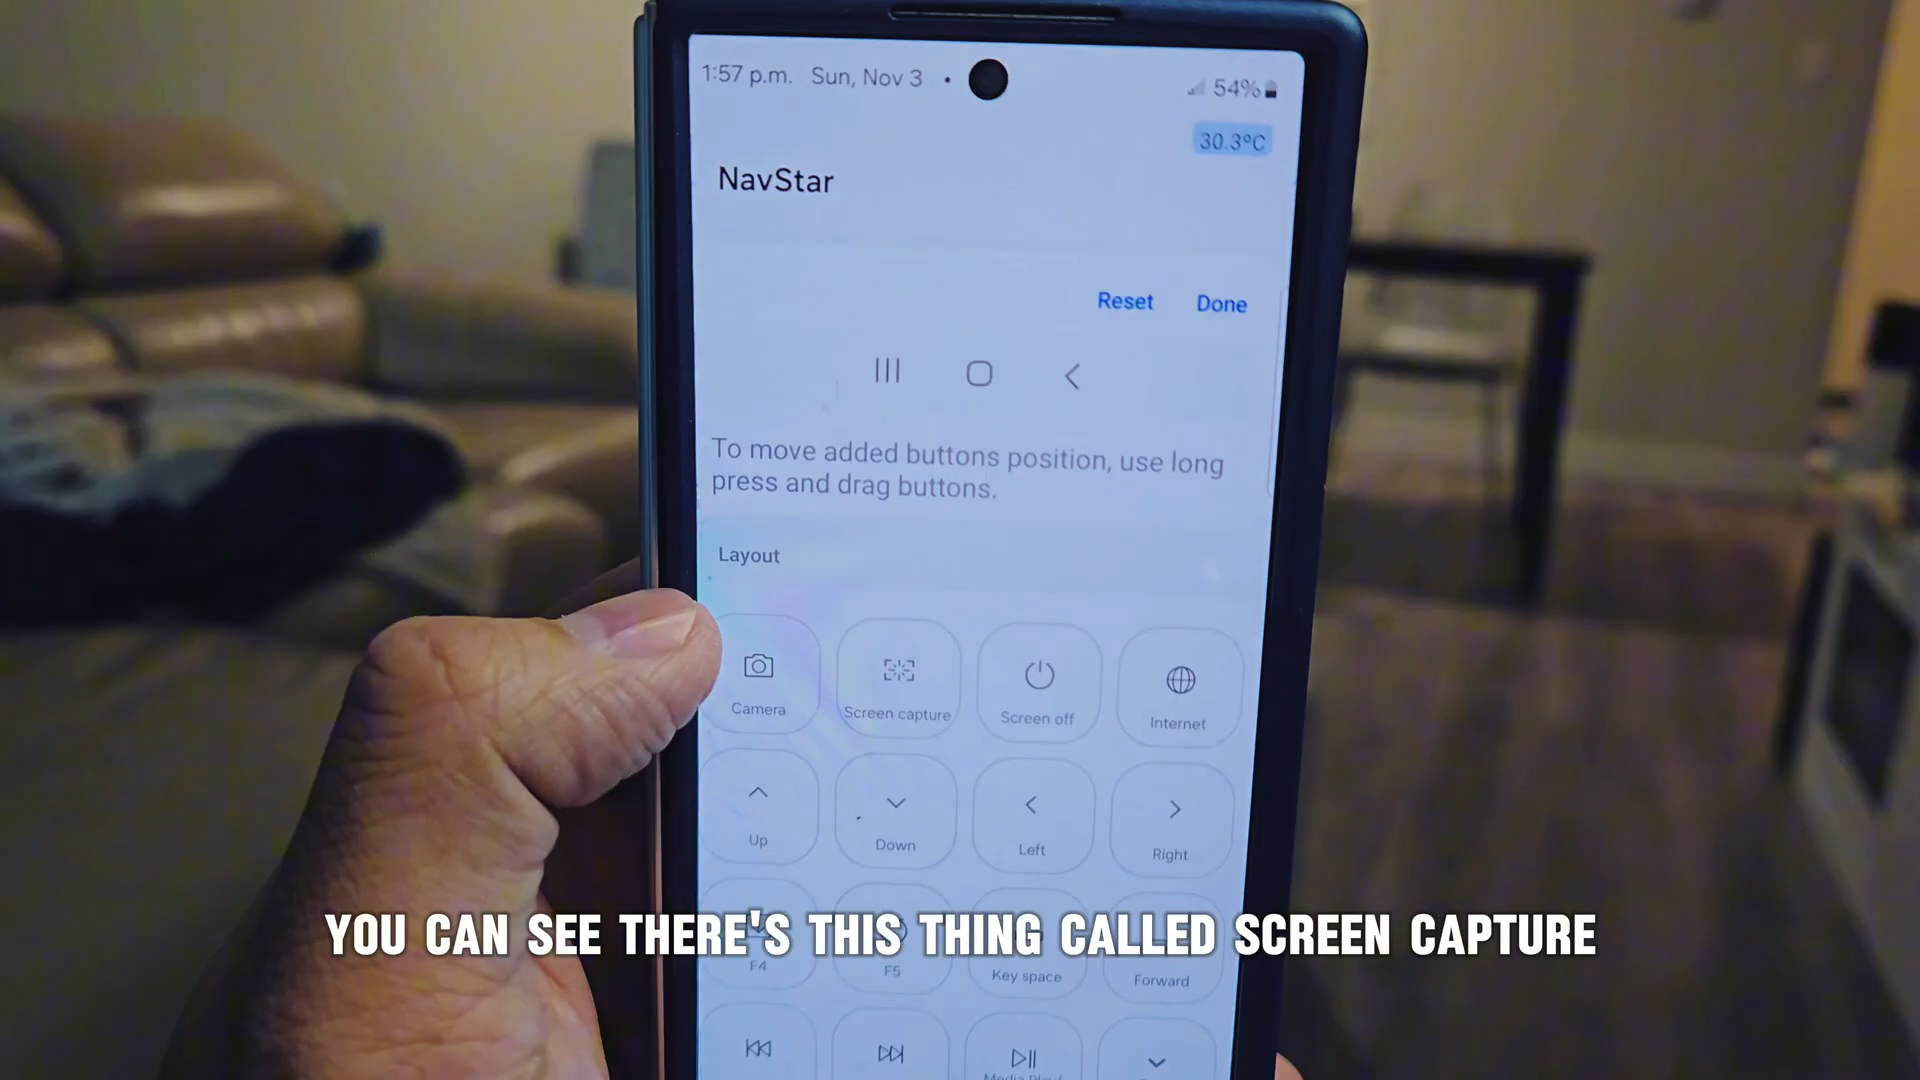 1:57 p.m. Sun, Nov 3 • 54%
30.3°C
NavStar
Reset Done
To move added buttons position, use long
press and drag buttons.
Layout
Camera Screen capture Screen off Internet
Up Down Left Right
YOU CAN SEE THERE'S THIS THING CALLED SCREEN CAPTURE
F4 F5 Key space Forward